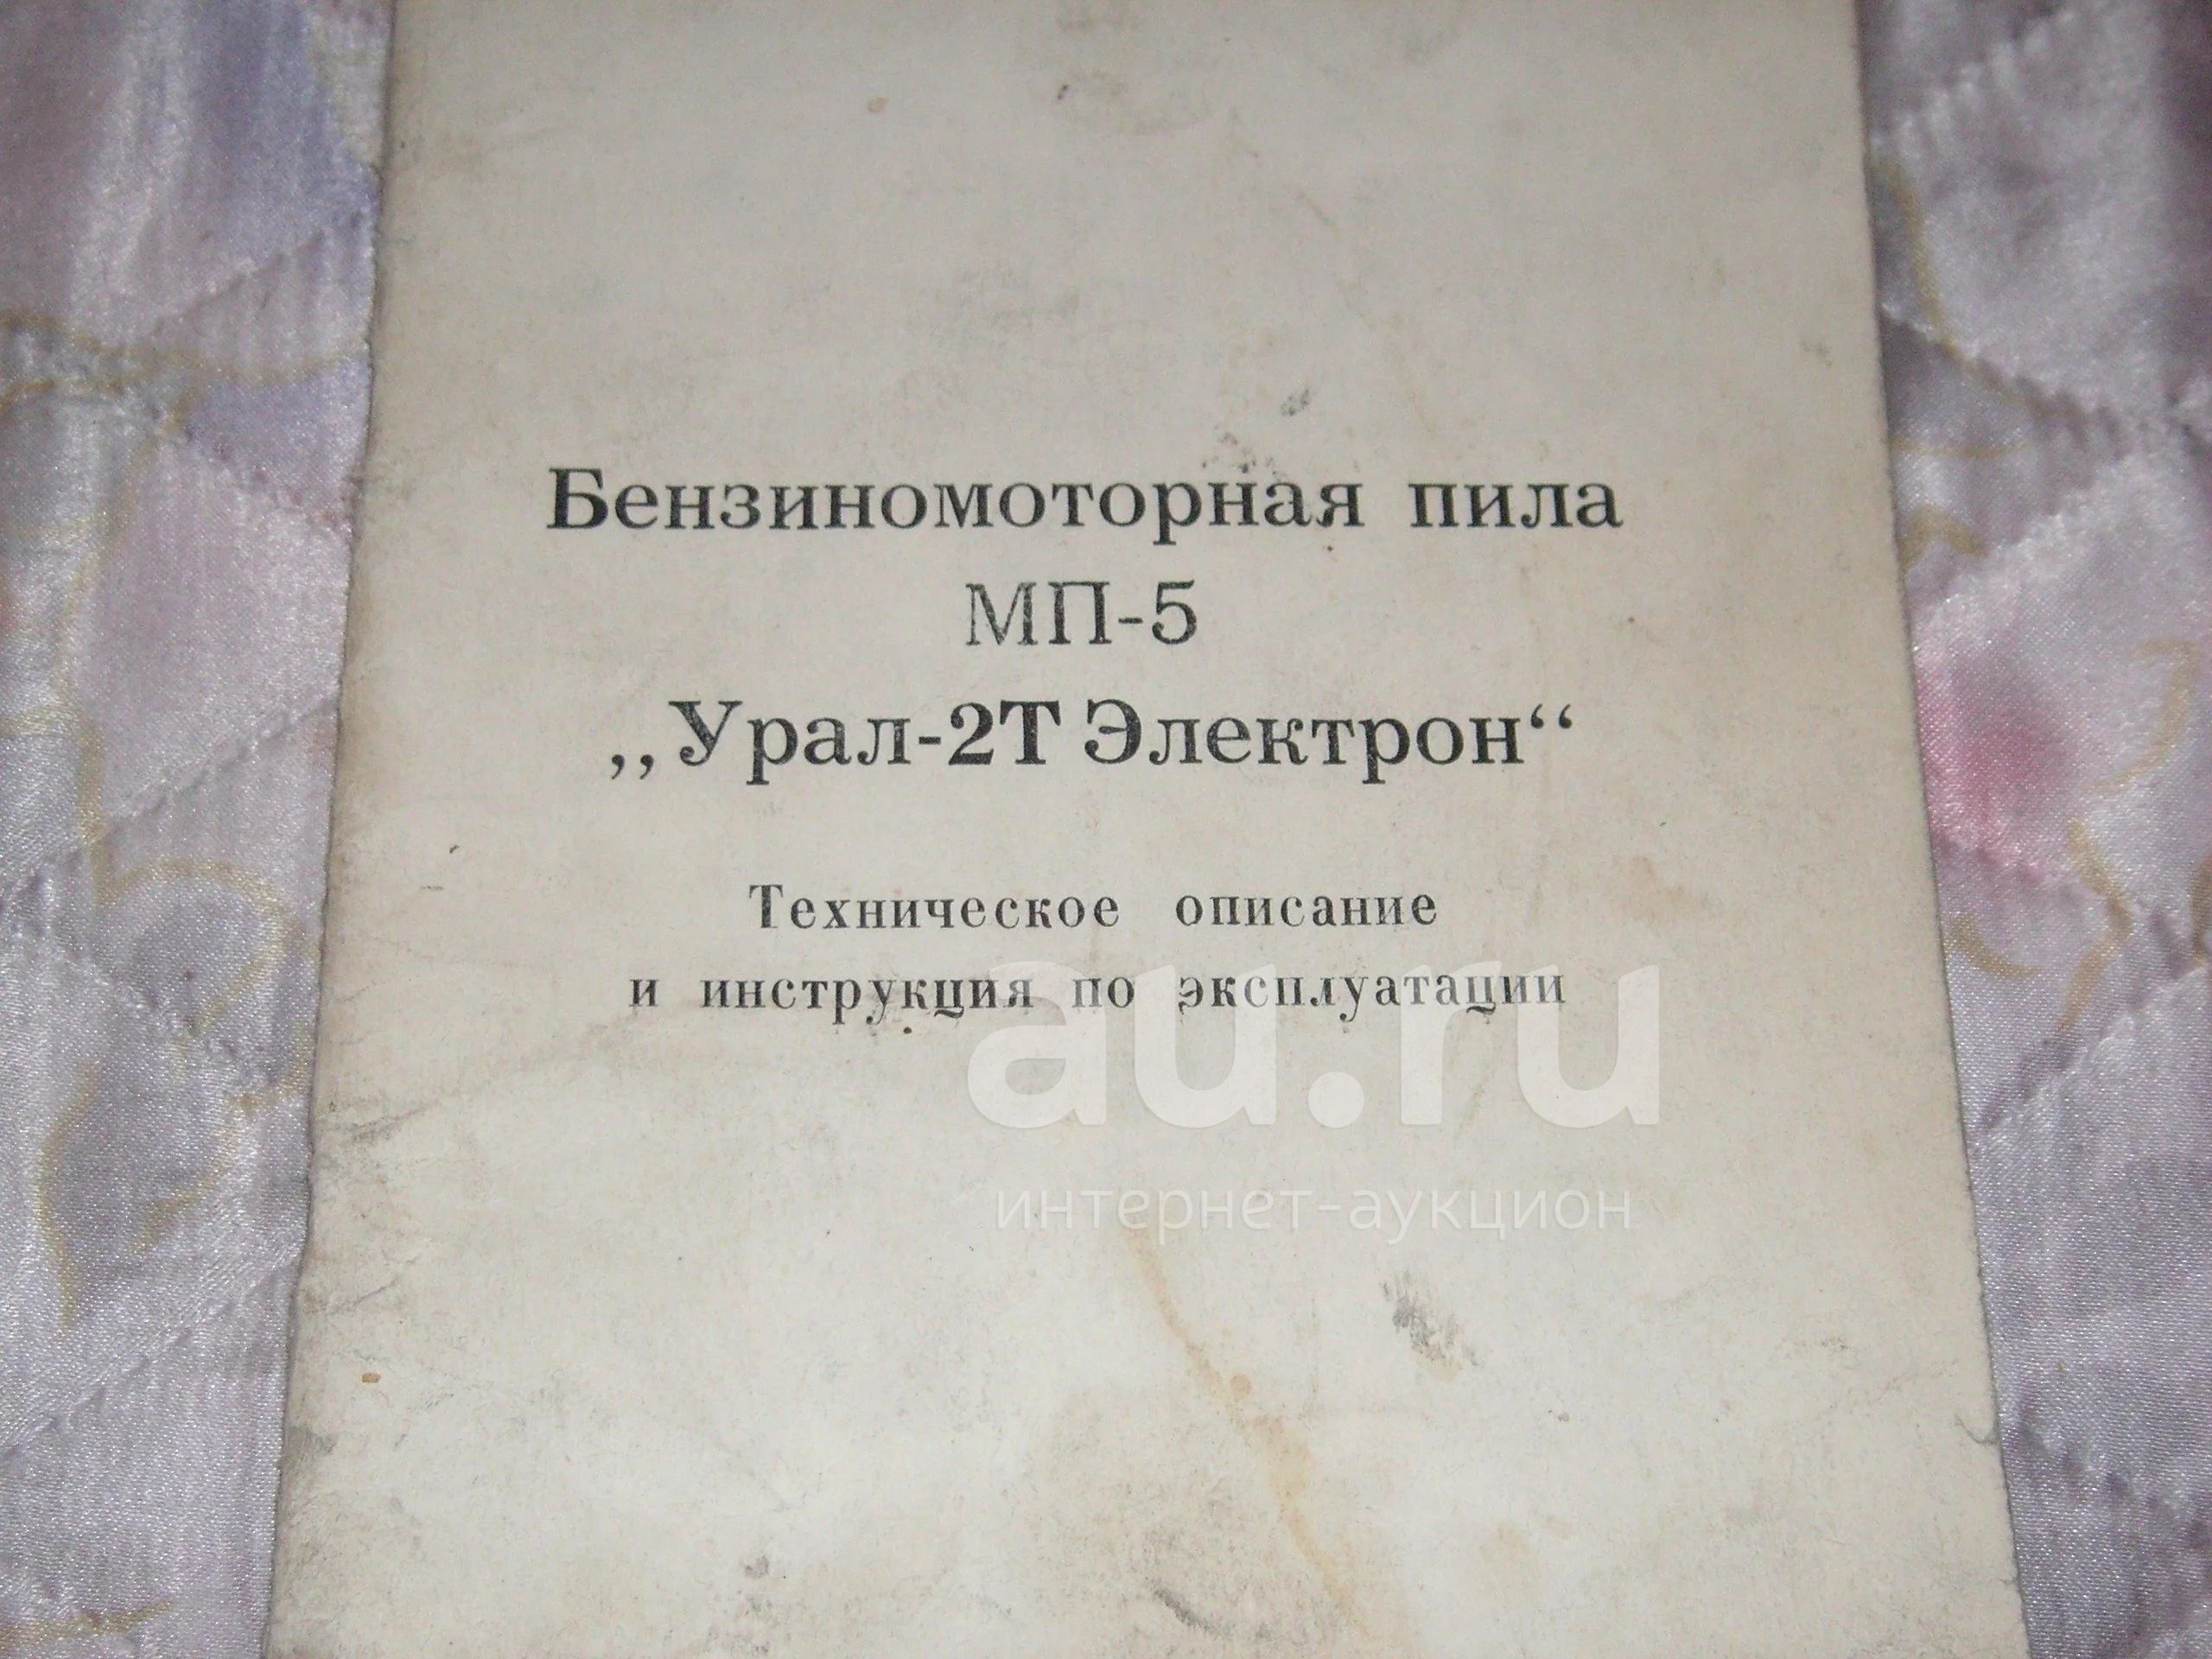 Бензиномоторная пила
МП-5
„Урал-2Т Электрон“
Техническое описание
и инструкция по эксплуатации
au.ru
интернет-аукцион